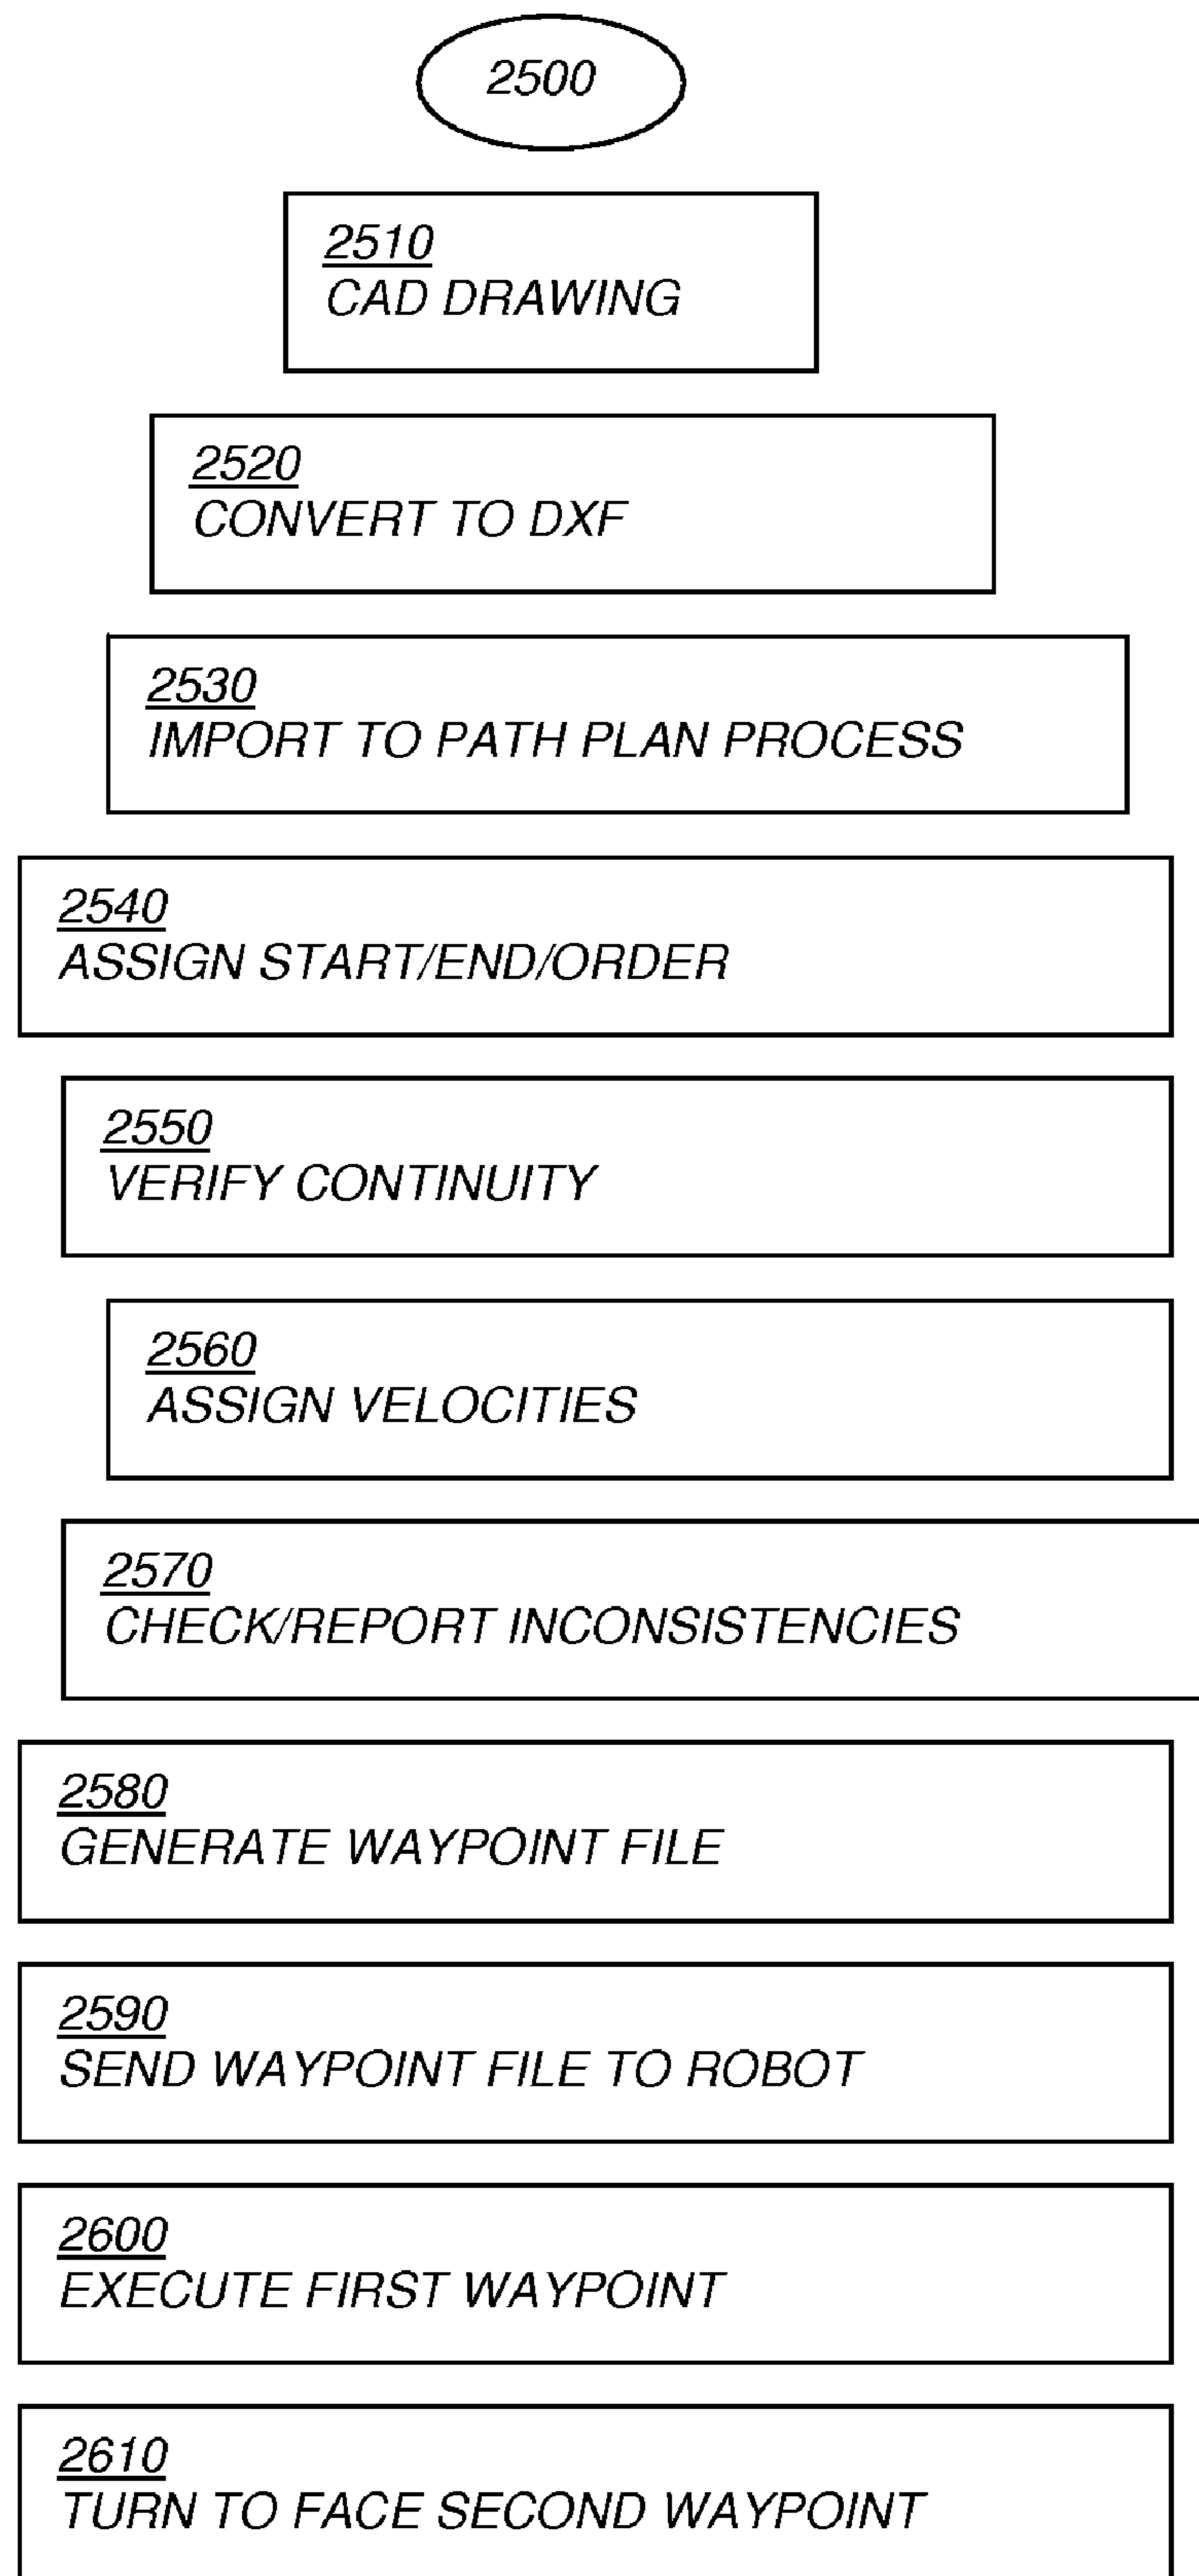 2500
2510
CAD DRAWING
2520
CONVERT TO DXF
2530
IMPORT TO PATH PLAN PROCESS
2540
ASSIGN START/END/ORDER
2550
VERIFY CONTINUITY
2560
ASSIGN VELOCITIES
2570
CHECK/REPORT INCONSISTENCIES
2580
GENERATE WAYPOINT FILE
2590
SEND WAYPOINT FILE TO ROBOT
2600
EXECUTE FIRST WAYPOINT
2610
TURN TO FACE SECOND WAYPOINT